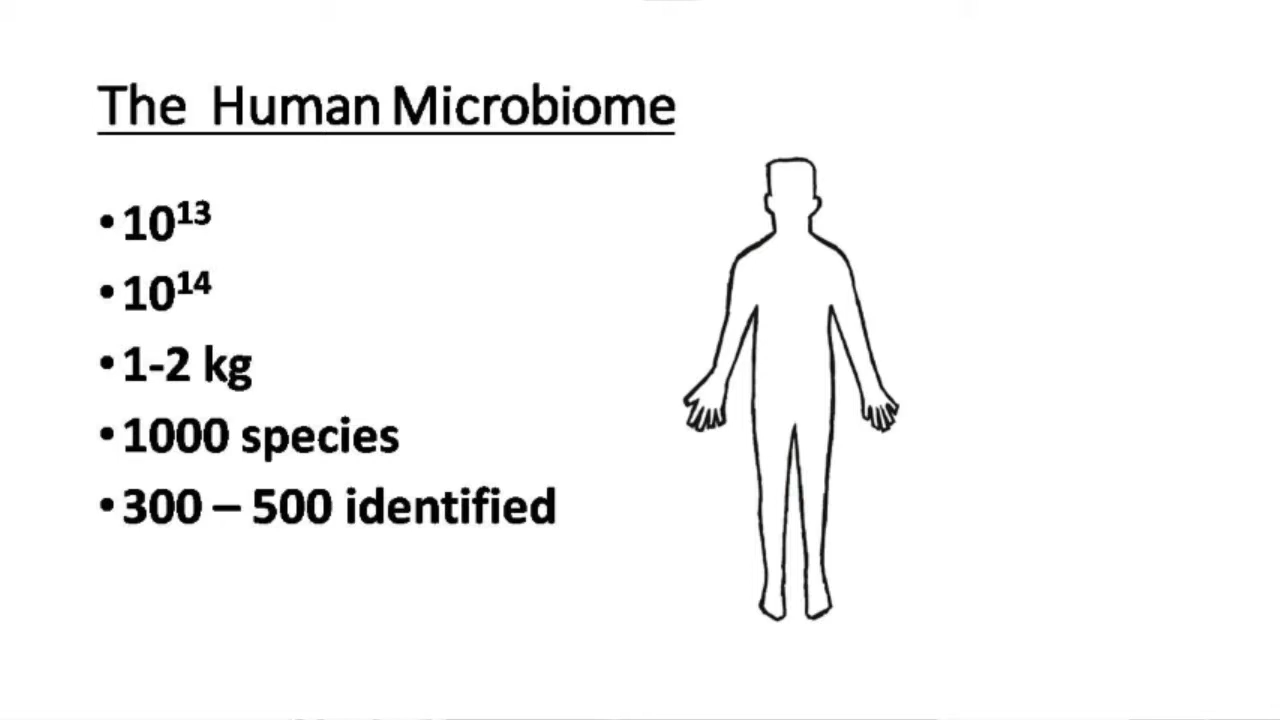 The Human Microbiome
• 10¹³
• 10¹⁴
• 1-2 kg
• 1000 species
• 300 – 500 identified